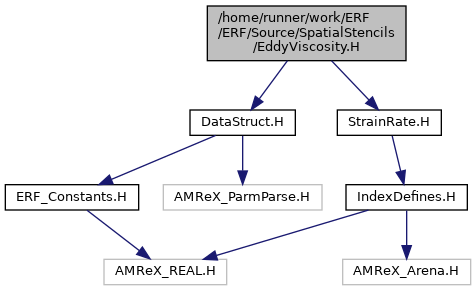 /home/runner/work/ERF
/ERF/Source/SpatialStencils
/EddyViscosity.H
DataStruct.H
StrainRate.H
ERF_Constants.H
AMReX_ParmParse.H
IndexDefines.H
AMReX_REAL.H
AMReX_Arena.H